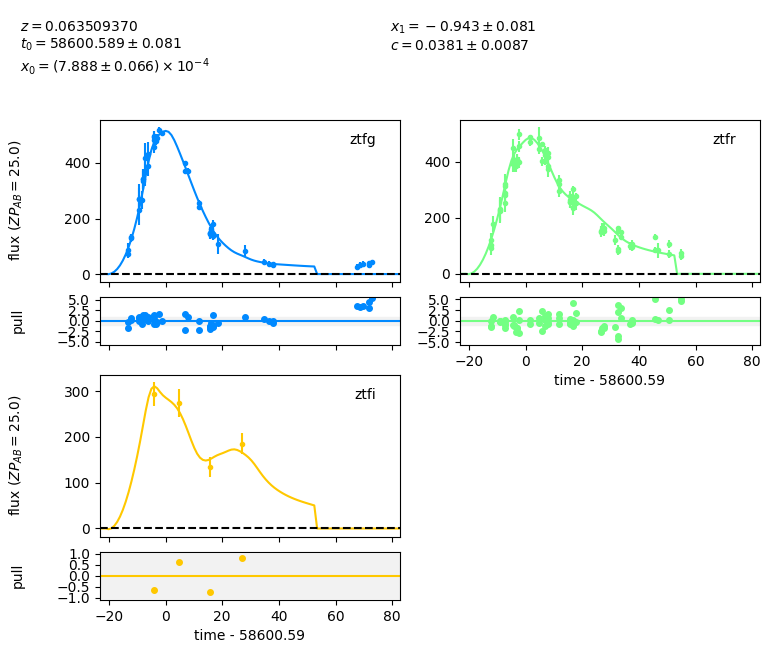 z = 0.063509370
t₀ = 58600.589 ± 0.081
x₀ = (7.888 ± 0.066) × 10⁻⁴
x₁ = −0.943 ± 0.081
c = 0.0381 ± 0.0087
flux (ZP_AB = 25.0)
400
200
0
ztfg
400
200
0
ztfr
pull
5.0
2.5
0.0
−2.5
−5.0
5.0
2.5
0.0
−2.5
−5.0
−20 0 20 40 60 80
time - 58600.59
flux (ZP_AB = 25.0)
300
200
100
0
ztfi
pull
1.0
0.5
0.0
−0.5
−1.0
−20 0 20 40 60 80
time - 58600.59